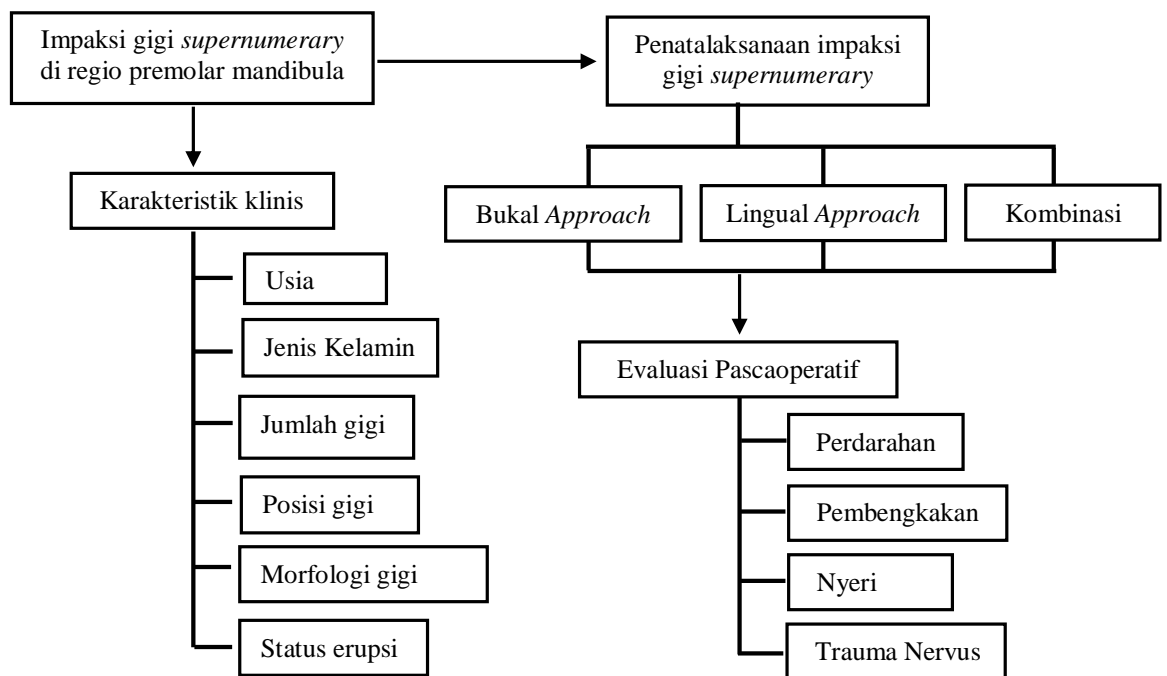 Impaksi gigi supernumerary
di regio premolar mandibula
Penatalaksanaan impaksi
gigi supernumerary
Karakteristik klinis
Usia
Jenis Kelamin
Jumlah gigi
Posisi gigi
Morfologi gigi
Status erupsi
Bukal Approach
Lingual Approach
Kombinasi
Evaluasi Pascaoperatif
Perdarahan
Pembengkakan
Nyeri
Trauma Nervus